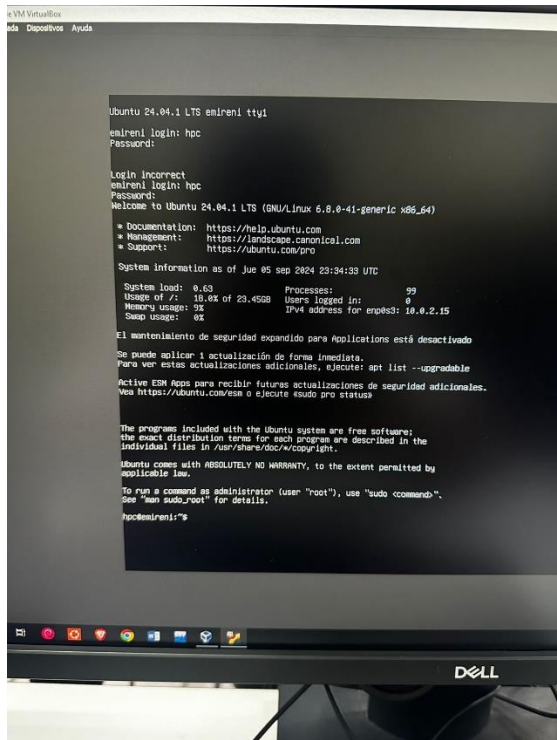 de VM VirtualBox
ada Dispositivos Ayuda
Ubuntu 24.04.1 LTS emireni tty1
emireni login: hpc
Password:
Login incorrect
emireni login: hpc
Password:
Welcome to Ubuntu 24.04.1 LTS (GNU/Linux 6.8.0-41-generic x86_64)
* Documentation: https://help.ubuntu.com
* Management: https://landscape.canonical.com
* Support: https://ubuntu.com/pro
System information as of jue 05 sep 2024 23:34:33 UTC
System load: 0.63 Processes: 99
Usage of /: 18.0% of 23.45GB Users logged in: 0
Memory usage: 9% IPv4 address for enp0s3: 10.0.2.15
Swap usage: 0%
El mantenimiento de seguridad expandido para Applications está desactivado
Se puede aplicar 1 actualización de forma inmediata.
Para ver estas actualizaciones adicionales, ejecute: apt list --upgradable
Active ESM Apps para recibir futuras actualizaciones de seguridad adicionales.
Vea https://ubuntu.com/esm o ejecute «sudo pro status»
The programs included with the Ubuntu system are free software;
the exact distribution terms for each program are described in the
individual files in /usr/share/doc/*/copyright.
Ubuntu comes with ABSOLUTELY NO WARRANTY, to the extent permitted by
applicable law.
To run a command as administrator (user "root"), use "sudo <command>".
See "man sudo_root" for details.
hpc@emireni:~$
DELL